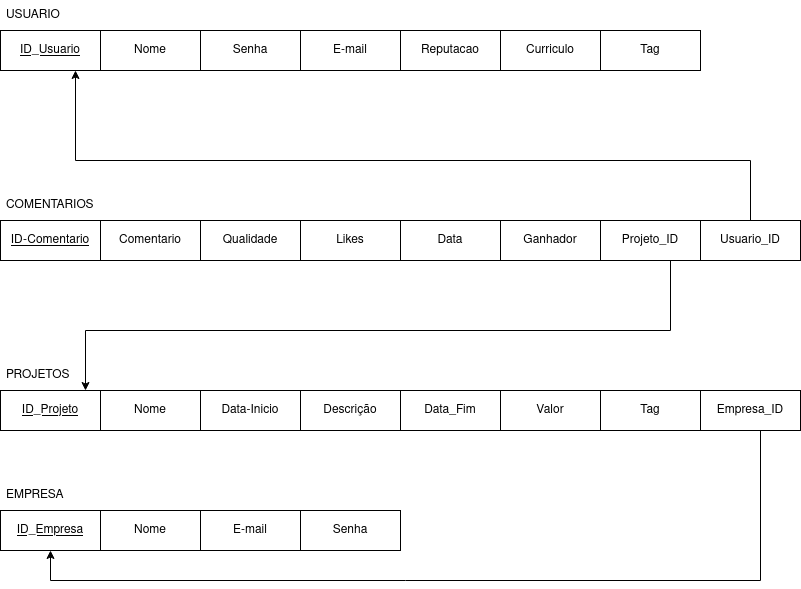 USUARIO
ID_Usuario Nome Senha E-mail Reputacao Curriculo Tag
COMENTARIOS
ID-Comentario Comentario Qualidade Likes Data Ganhador Projeto_ID Usuario_ID
PROJETOS
ID_Projeto Nome Data-Inicio Descrição Data_Fim Valor Tag Empresa_ID
EMPRESA
ID_Empresa Nome E-mail Senha